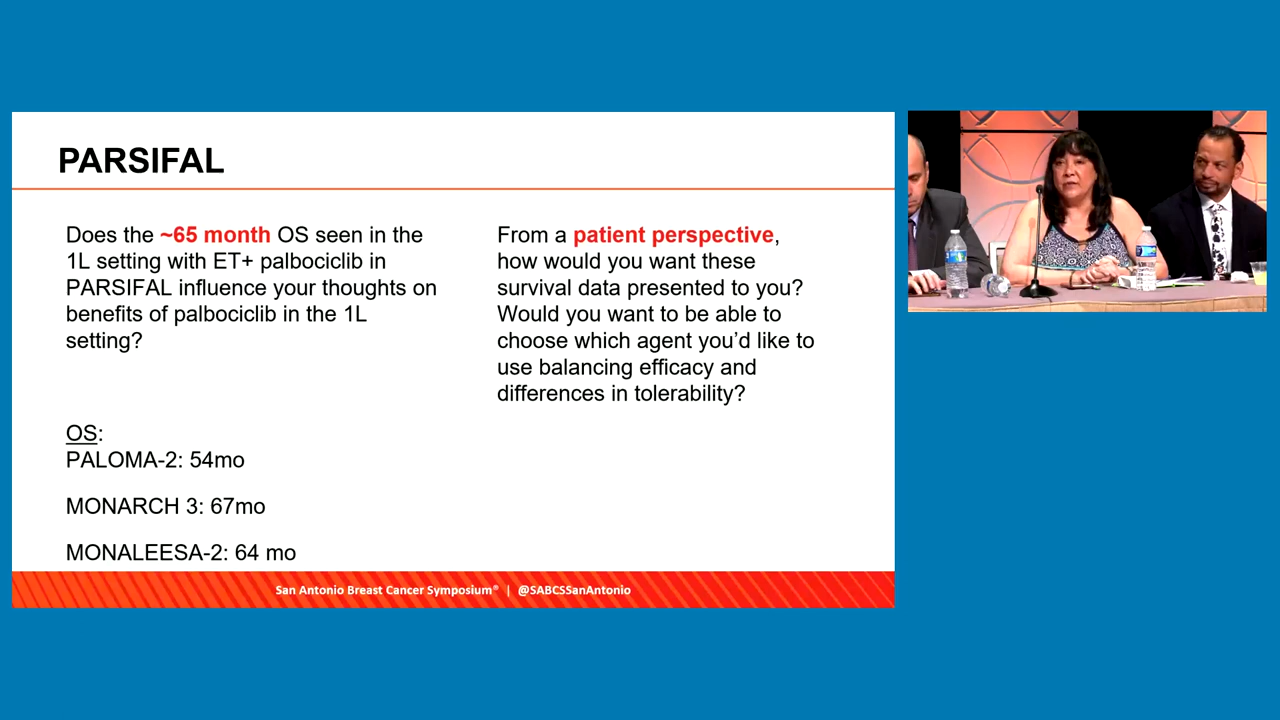 PARSIFAL
Does the ~65 month OS seen in the
1L setting with ET+ palbociclib in
PARSIFAL influence your thoughts on
benefits of palbociclib in the 1L
setting?
OS:
PALOMA-2: 54mo
MONARCH 3: 67mo
MONALEESA-2: 64 mo
From a patient perspective,
how would you want these
survival data presented to you?
Would you want to be able to
choose which agent you’d like to
use balancing efficacy and
differences in tolerability?
San Antonio Breast Cancer Symposium® | @SABCSSanAntonio